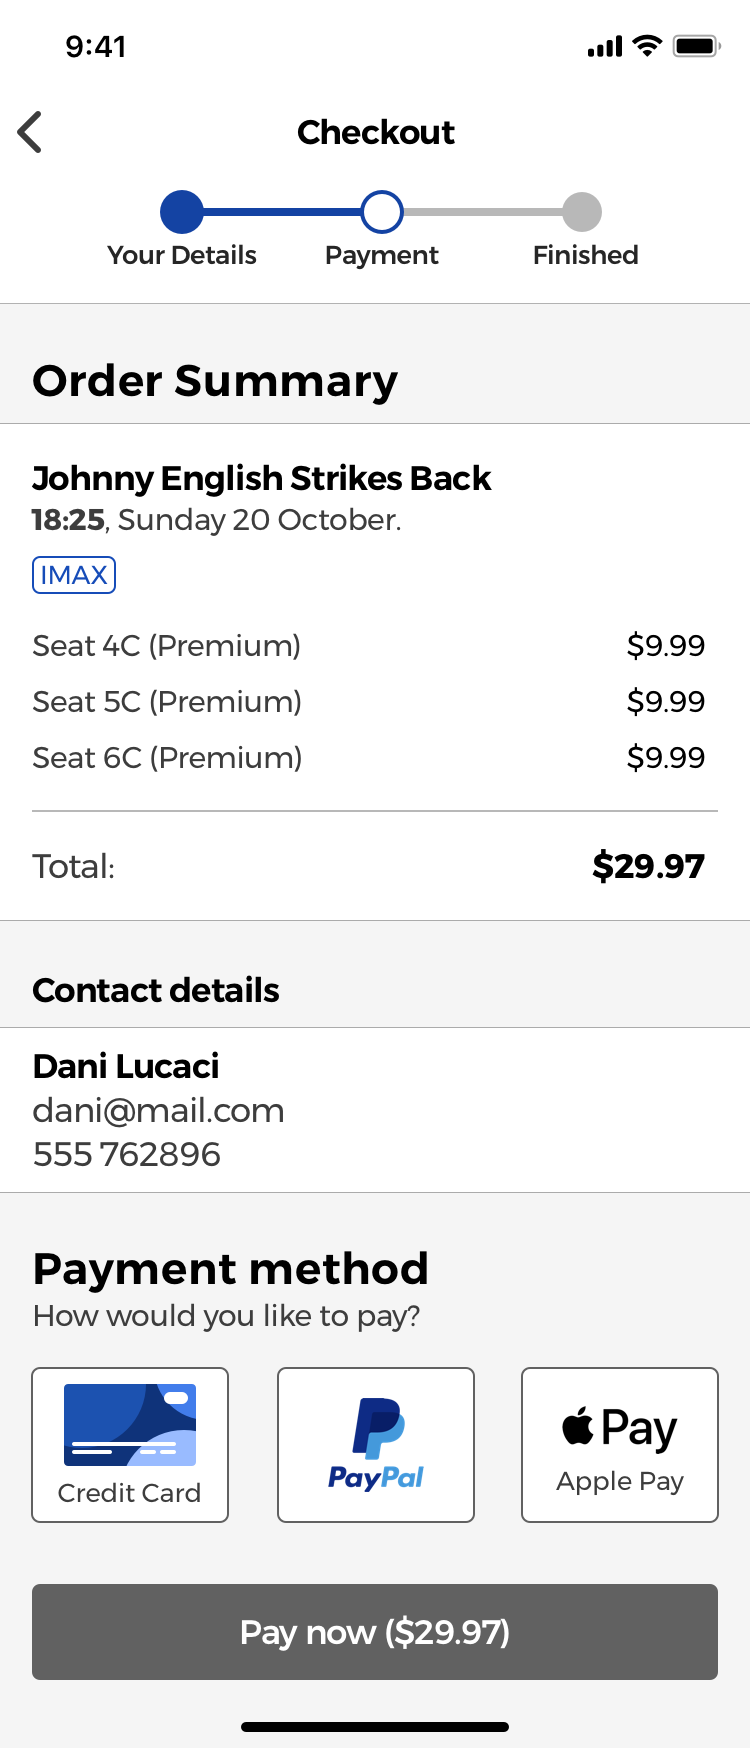 9:41
Checkout
Your Details Payment Finished
Order Summary
Johnny English Strikes Back
18:25, Sunday 20 October.
IMAX
Seat 4C (Premium) $9.99
Seat 5C (Premium) $9.99
Seat 6C (Premium) $9.99
Total: $29.97
Contact details
Dani Lucaci
dani@mail.com
555 762896
Payment method
How would you like to pay?
Credit Card
PayPal
Pay
Apple Pay
Pay now ($29.97)